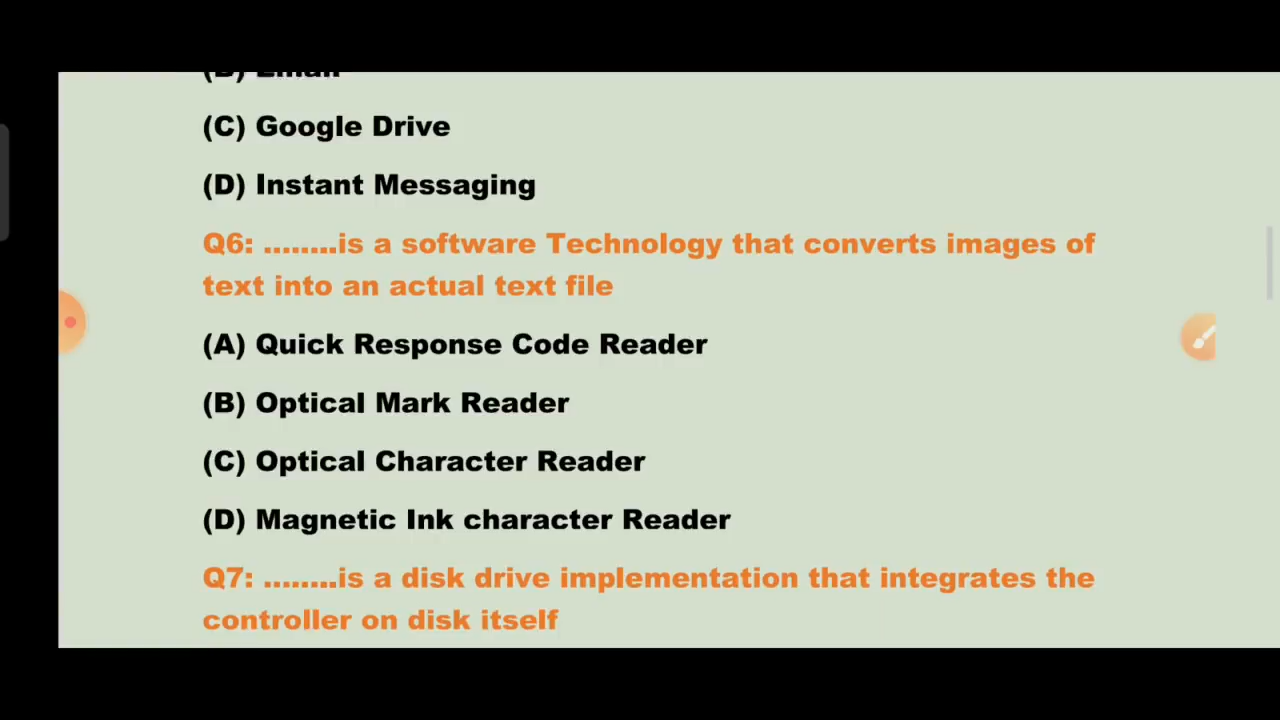 (B) Email
(C) Google Drive
(D) Instant Messaging
Q6: ........is a software Technology that converts images of
text into an actual text file
(A) Quick Response Code Reader
(B) Optical Mark Reader
(C) Optical Character Reader
(D) Magnetic Ink character Reader
Q7: ........is a disk drive implementation that integrates the
controller on disk itself